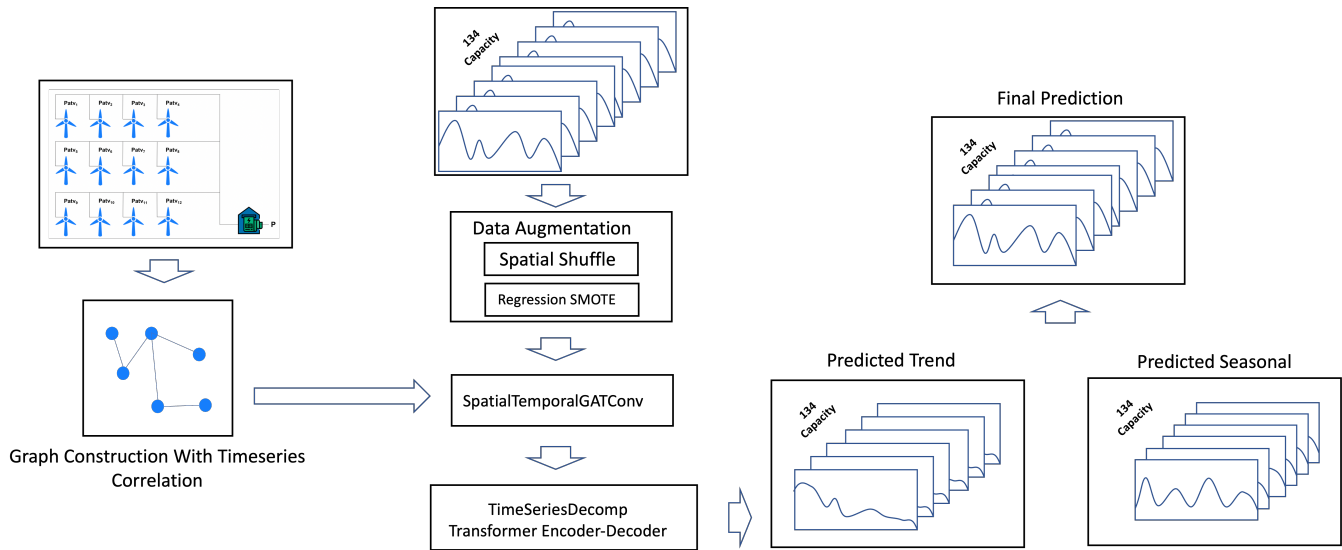 Patv₁ Patv₂ Patv₃ Patv₄
Patv₅ Patv₆ Patv₇ Patv₈
Patv₉ Patv₁₀ Patv₁₁ Patv₁₂
P
Graph Construction With Timeseries
Correlation
134
Capacity
Data Augmentation
Spatial Shuffle
Regression SMOTE
SpatialTemporalGATConv
TimeSeriesDecomp
Transformer Encoder-Decoder
Predicted Trend
134
Capacity
Predicted Seasonal
134
Capacity
Final Prediction
134
Capacity